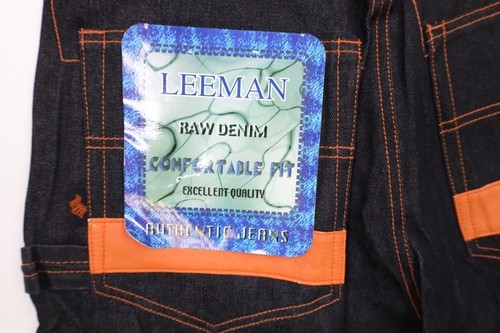 LEEMAN
RAW DENIM
COMFORTABLE FIT
EXCELLENT QUALITY
AUTHENTIC JEANS